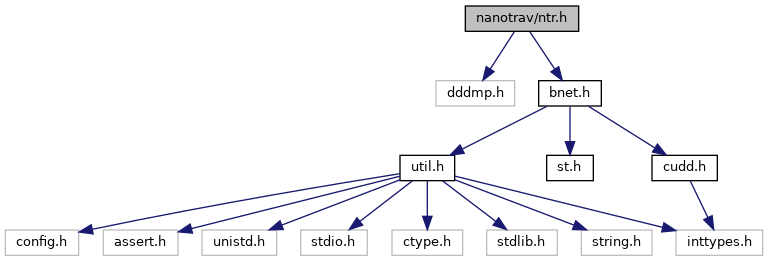 nanotrav/ntr.h
dddmp.h
bnet.h
util.h
st.h
cudd.h
config.h
assert.h
unistd.h
stdio.h
ctype.h
stdlib.h
string.h
inttypes.h